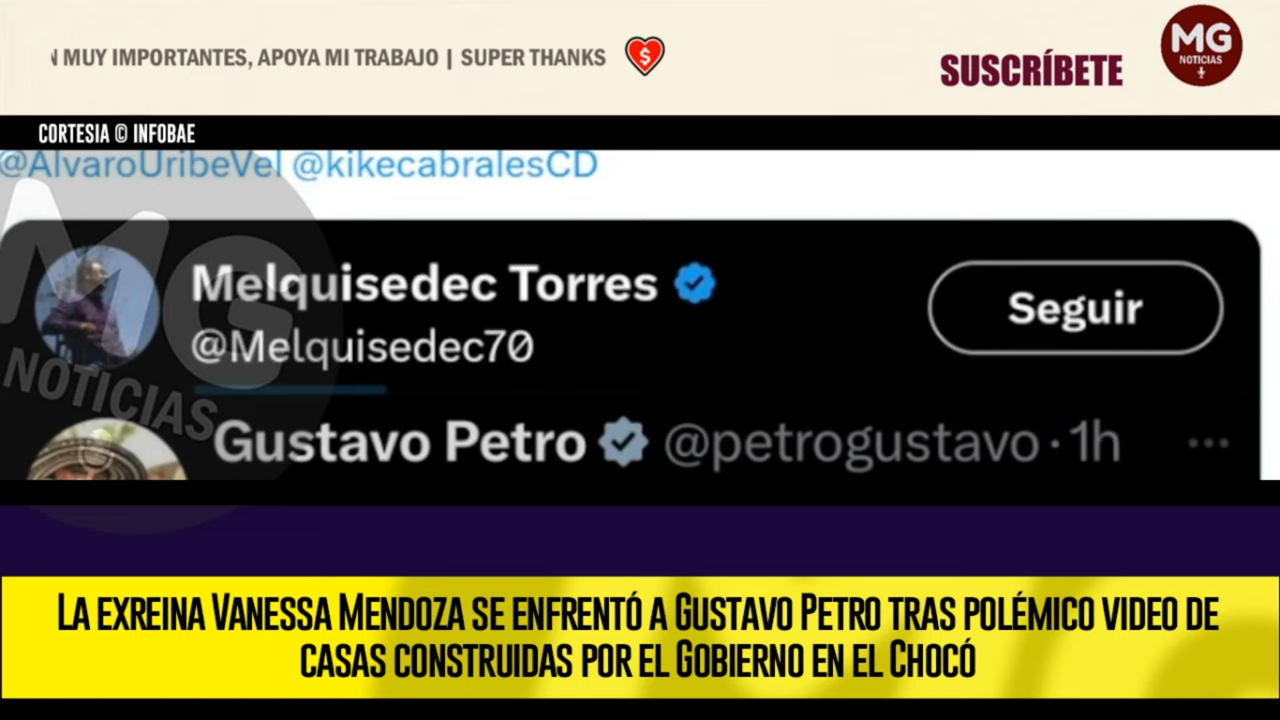 MUY IMPORTANTES, APOYA MI TRABAJO | SUPER THANKS
SUSCRÍBETE
MG
NOTICIAS
CORTESIA © INFOBAE
@AlvaroUribeVel @kikecabralesCD
Melquisedec Torres
@Melquisedec70
Seguir
MG
NOTICIAS
Gustavo Petro @petrogustavo · 1h
LA EXREINA VANESSA MENDOZA SE ENFRENTÓ A GUSTAVO PETRO TRAS POLÉMICO VIDEO DE
CASAS CONSTRUIDAS POR EL GOBIERNO EN EL CHOCÓ